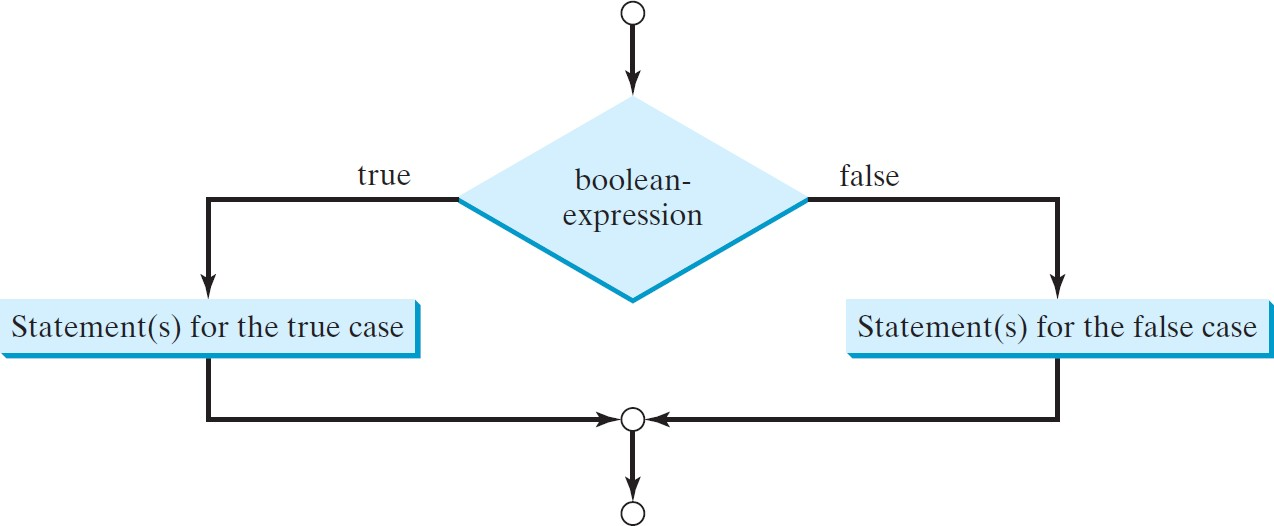 true
false
boolean-
expression
Statement(s) for the true case
Statement(s) for the false case